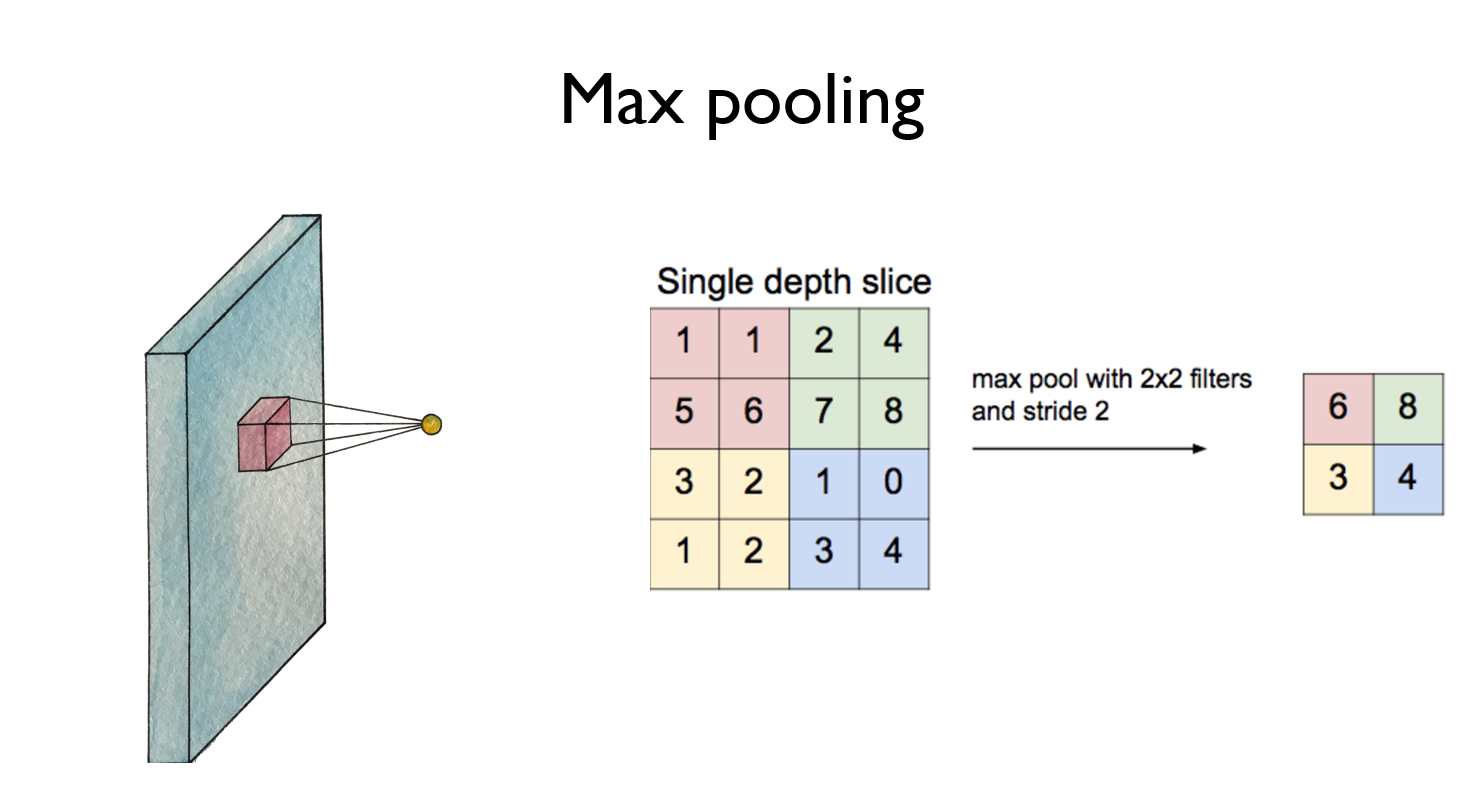 Max pooling
Single depth slice
1 1 2 4
5 6 7 8
3 2 1 0
1 2 3 4
max pool with 2x2 filters
and stride 2
6 8
3 4